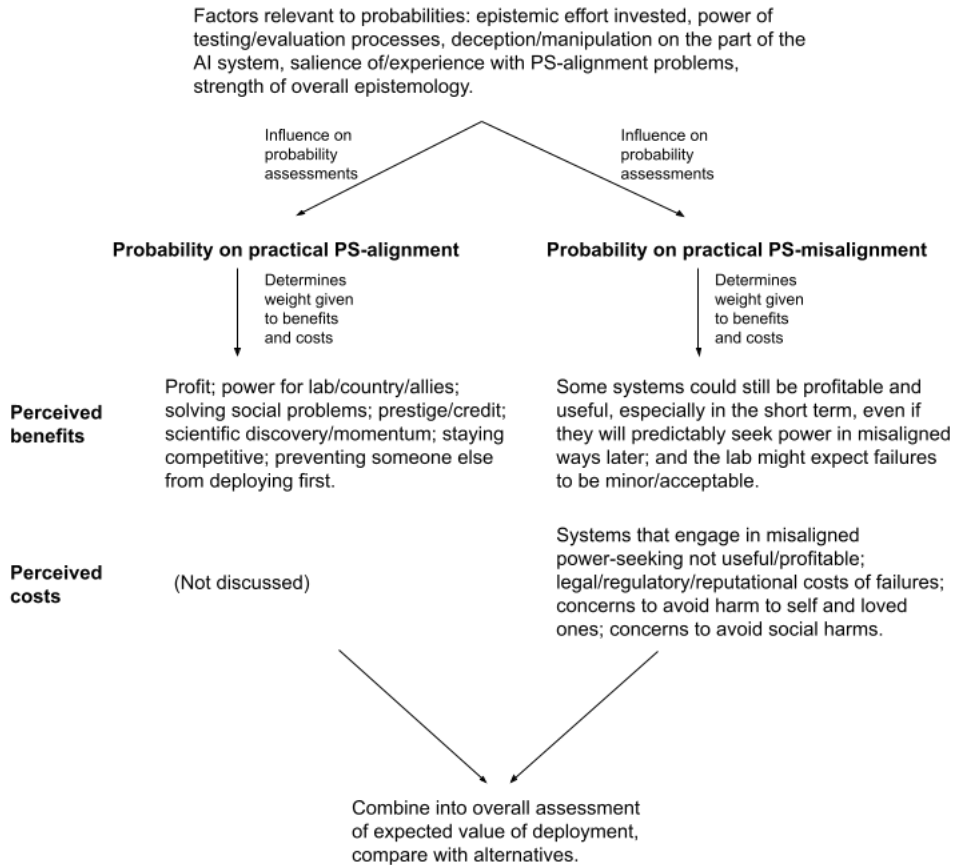 Factors relevant to probabilities: epistemic effort invested, power of
testing/evaluation processes, deception/manipulation on the part of the
AI system, salience of/experience with PS-alignment problems,
strength of overall epistemology.
Influence on
probability
assessments
Influence on
probability
assessments
Probability on practical PS-alignment
Probability on practical PS-misalignment
Determines
weight given
to benefits
and costs
Determines
weight given
to benefits
and costs
Perceived
benefits
Profit; power for lab/country/allies;
solving social problems; prestige/credit;
scientific discovery/momentum; staying
competitive; preventing someone else
from deploying first.
Some systems could still be profitable and
useful, especially in the short term, even if
they will predictably seek power in misaligned
ways later; and the lab might expect failures
to be minor/acceptable.
Perceived
costs
(Not discussed)
Systems that engage in misaligned
power-seeking not useful/profitable;
legal/regulatory/reputational costs of failures;
concerns to avoid harm to self and loved
ones; concerns to avoid social harms.
Combine into overall assessment
of expected value of deployment,
compare with alternatives.